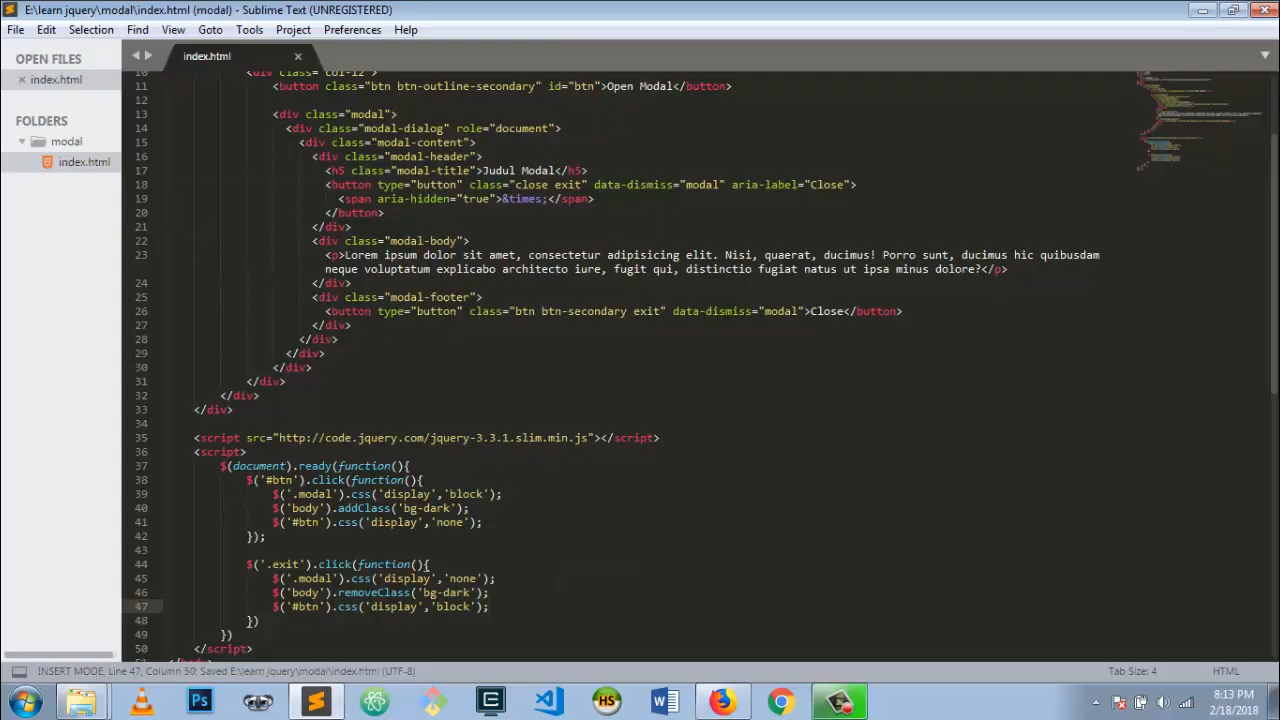 E:\learn jquery\modal\index.html (modal) - Sublime Text (UNREGISTERED)
File Edit Selection Find View Goto Tools Project Preferences Help
OPEN FILES
index.html
FOLDERS
modal
index.html
index.html
10 <div class="col-12">
11 <button class="btn btn-outline-secondary" id="btn">Open Modal</button>
12
13 <div class="modal">
14 <div class="modal-dialog" role="document">
15 <div class="modal-content">
16 <div class="modal-header">
17 <h5 class="modal-title">Judul Modal</h5>
18 <button type="button" class="close exit" data-dismiss="modal" aria-label="Close">
19 <span aria-hidden="true">&times;</span>
20 </button>
21 </div>
22 <div class="modal-body">
23 <p>Lorem ipsum dolor sit amet, consectetur adipisicing elit. Nisi, quaerat, ducimus! Porro sunt, ducimus hic quibusdam
neque voluptatum explicabo architecto iure, fugit qui, distinctio fugiat natus ut ipsa minus dolore?</p>
24 </div>
25 <div class="modal-footer">
26 <button type="button" class="btn btn-secondary exit" data-dismiss="modal">Close</button>
27 </div>
28 </div>
29 </div>
30 </div>
31 </div>
32 </div>
33 </div>
34
35 <script src="http://code.jquery.com/jquery-3.3.1.slim.min.js"></script>
36 <script>
37 $(document).ready(function(){
38 $('#btn').click(function(){
39 $('.modal').css('display','block');
40 $('body').addClass('bg-dark');
41 $('#btn').css('display','none');
42 });
43
44 $('.exit').click(function(){
45 $('.modal').css('display','none');
46 $('body').removeClass('bg-dark');
47 $('#btn').css('display','block');
48 })
49 })
50 </script>
51 </body>
INSERT MODE, Line 47, Column 50; Saved E:\learn jquery\modal\index.html (UTF-8)
Tab Size: 4
HTML
Ps
HS
8:13 PM
2/18/2018